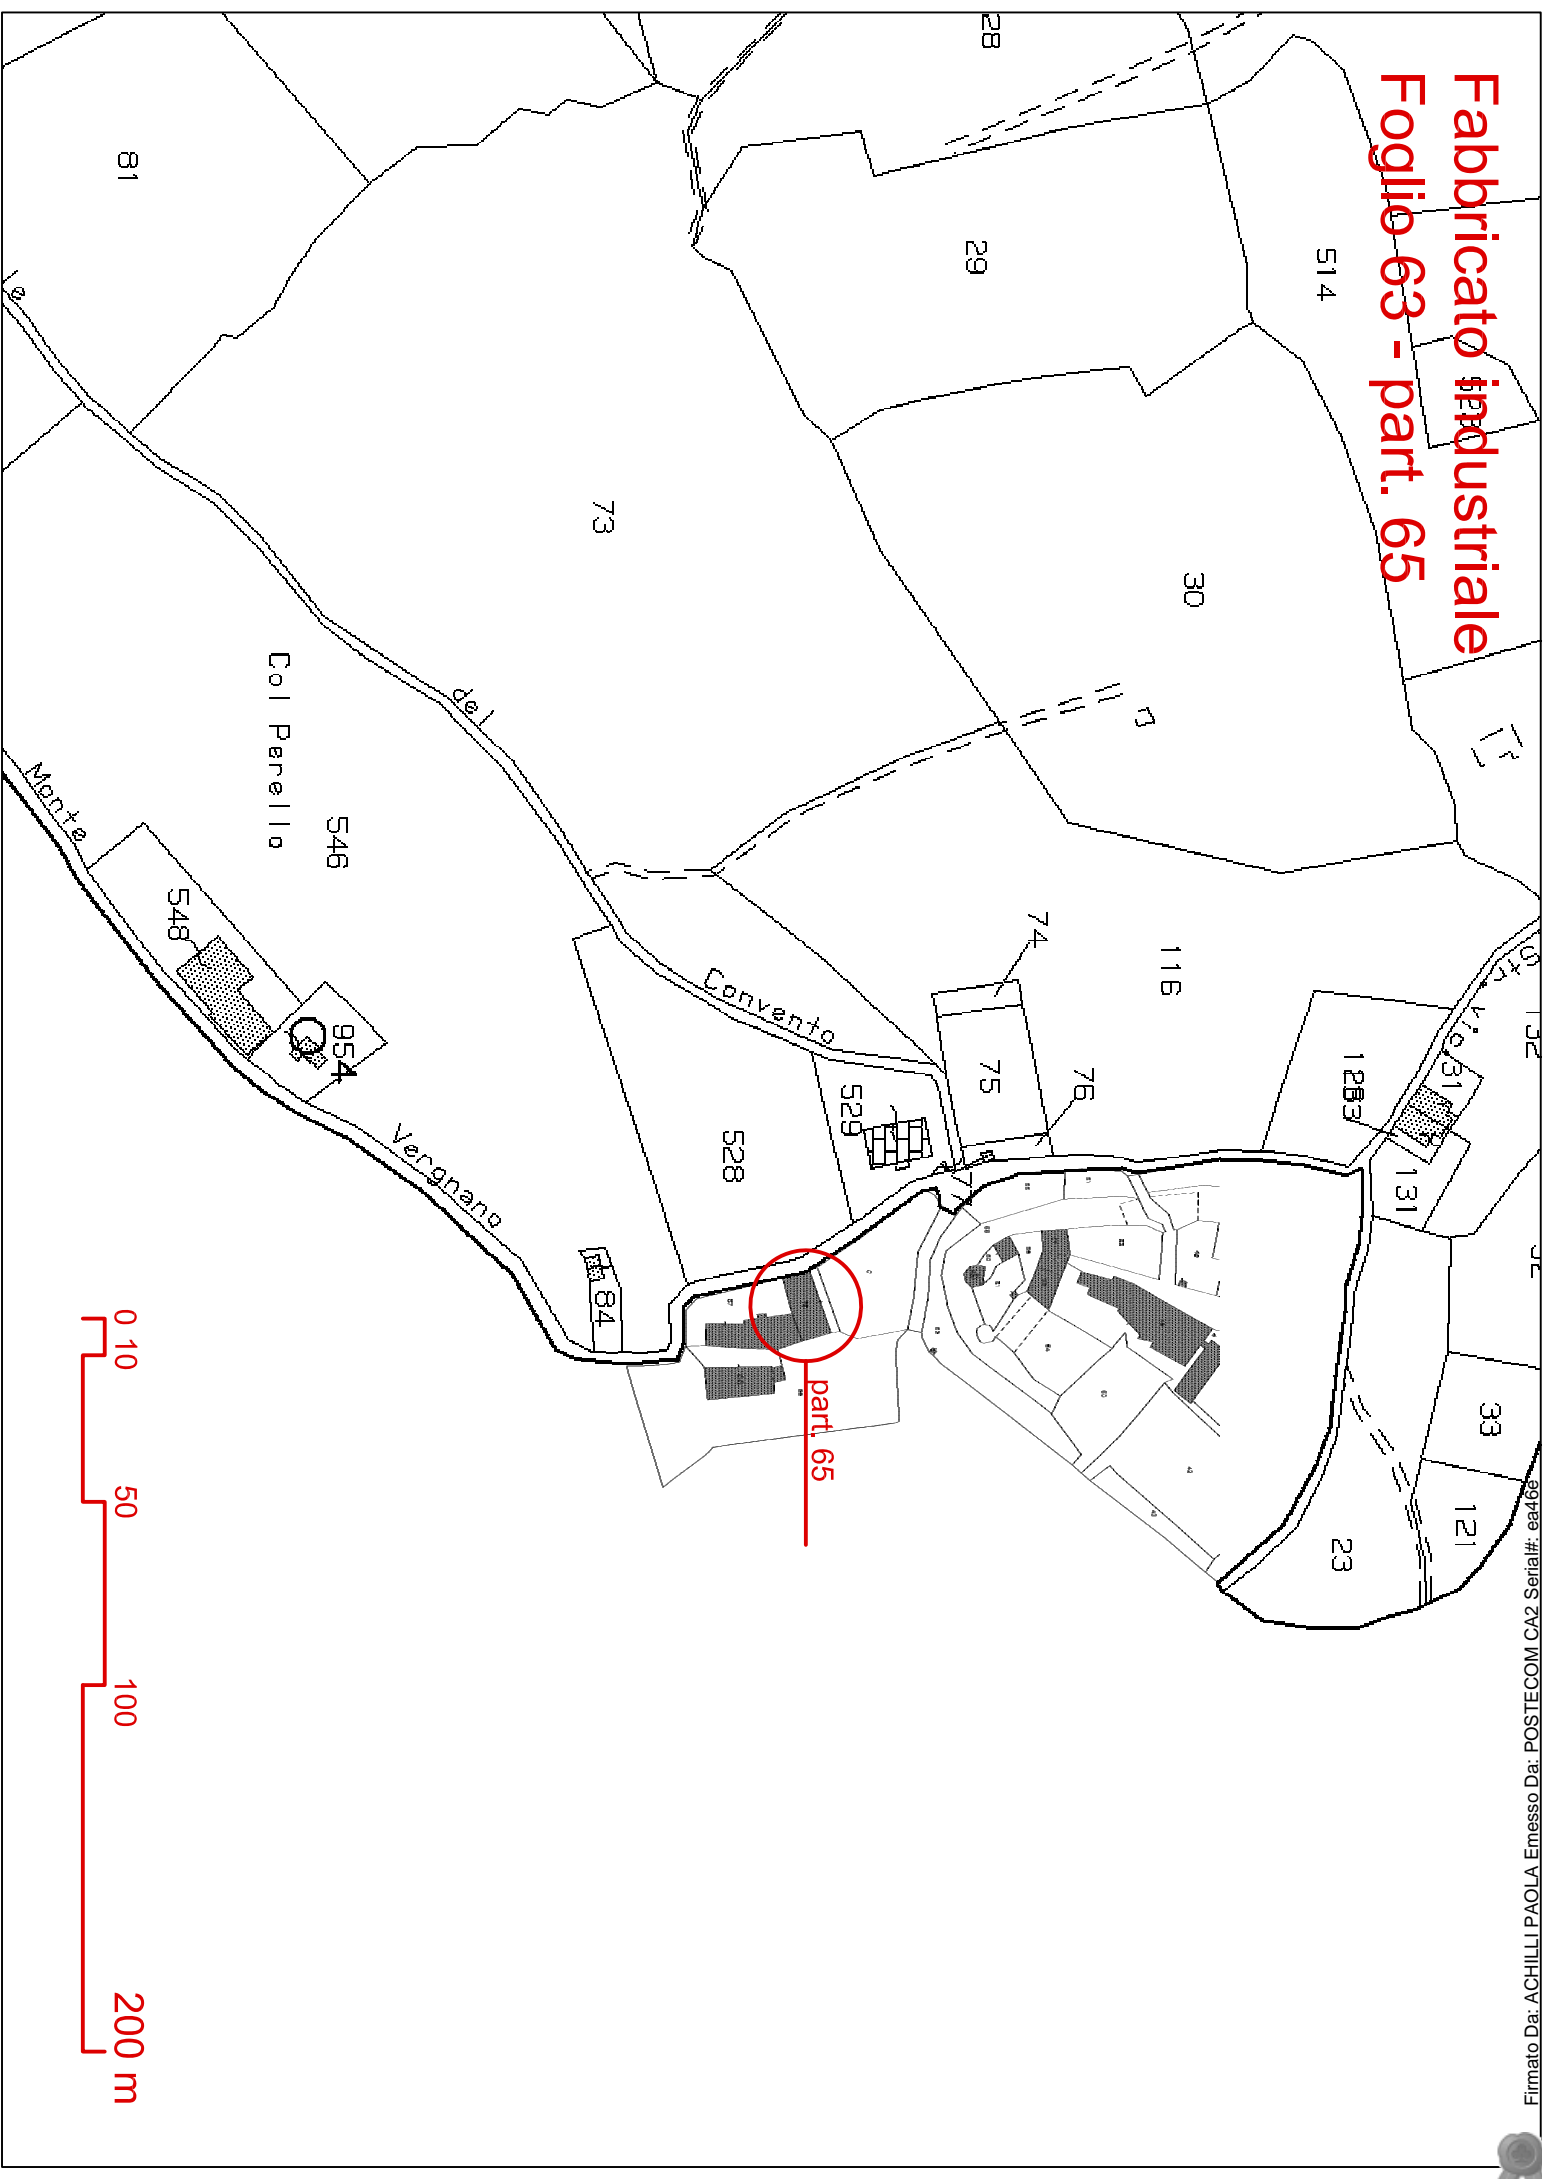 Fabbricato industriale
Foglio 63 - part. 65
28
81
29
514
73
30
Col Perello
546
del
Convento
Monte
Vergnano
548
954
74
75
76
116
529
528
84
131
33
121
23
part. 65
0 10 50 100 200 m
Firmato Da: ACHILLI PAOLA Emesso Da: POSTECOM CA2 Serial#: ea46e